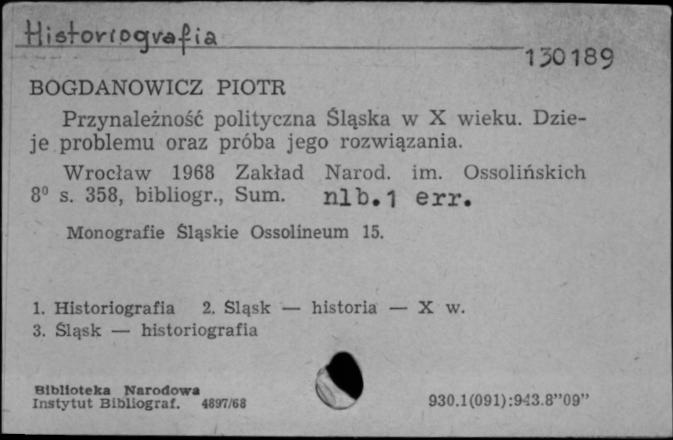 Historiografia
130189
BOGDANOWICZ PIOTR
Przynależność polityczna Śląska w X wieku. Dzie-
je problemu oraz próba jego rozwiązania.
Wrocław 1968 Zakład Narod. im. Ossolińskich
8⁰ s. 358, bibliogr., Sum. nlb.1 err.
Monografie Śląskie Ossolineum 15.
1. Historiografia 2. Śląsk — historia — X w.
3. Śląsk — historiografia
Biblioteka Narodowa
Instytut Bibliograf. 4897/68
930.1(091):943.8”09”